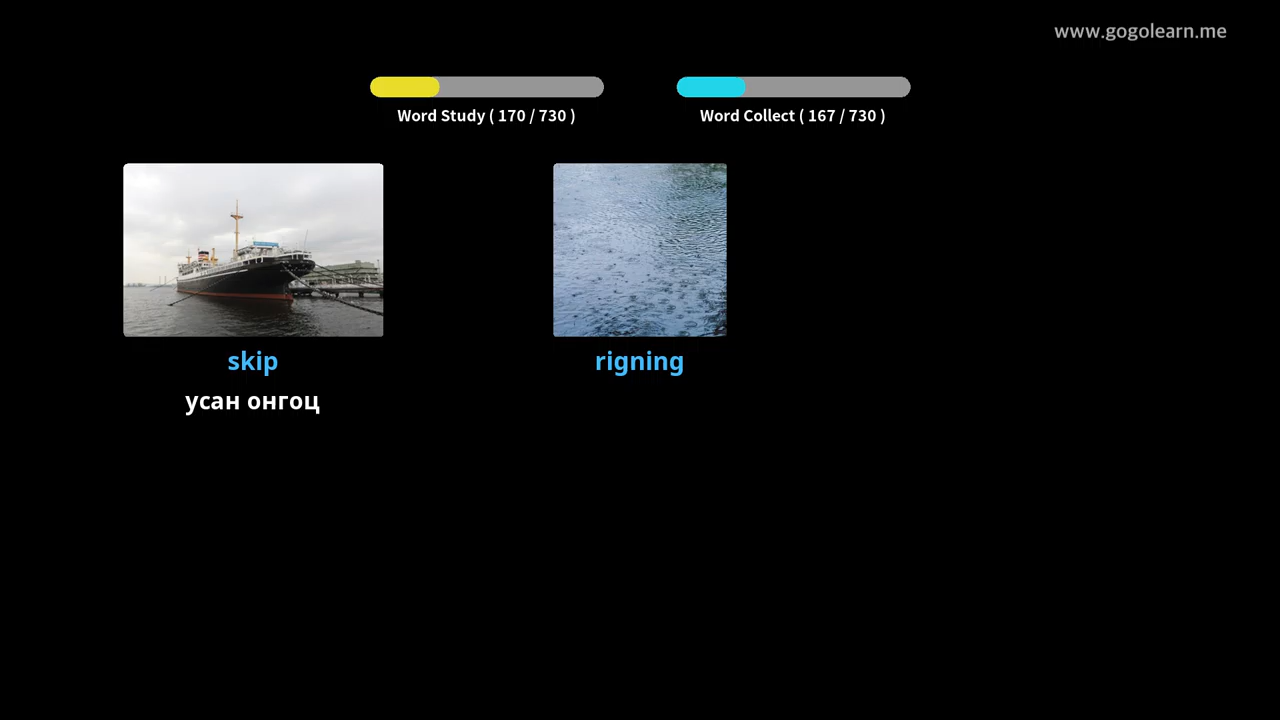 www.gogolearn.me
Word Study ( 170 / 730 )
Word Collect ( 167 / 730 )
skip
rigning
усан онгоц